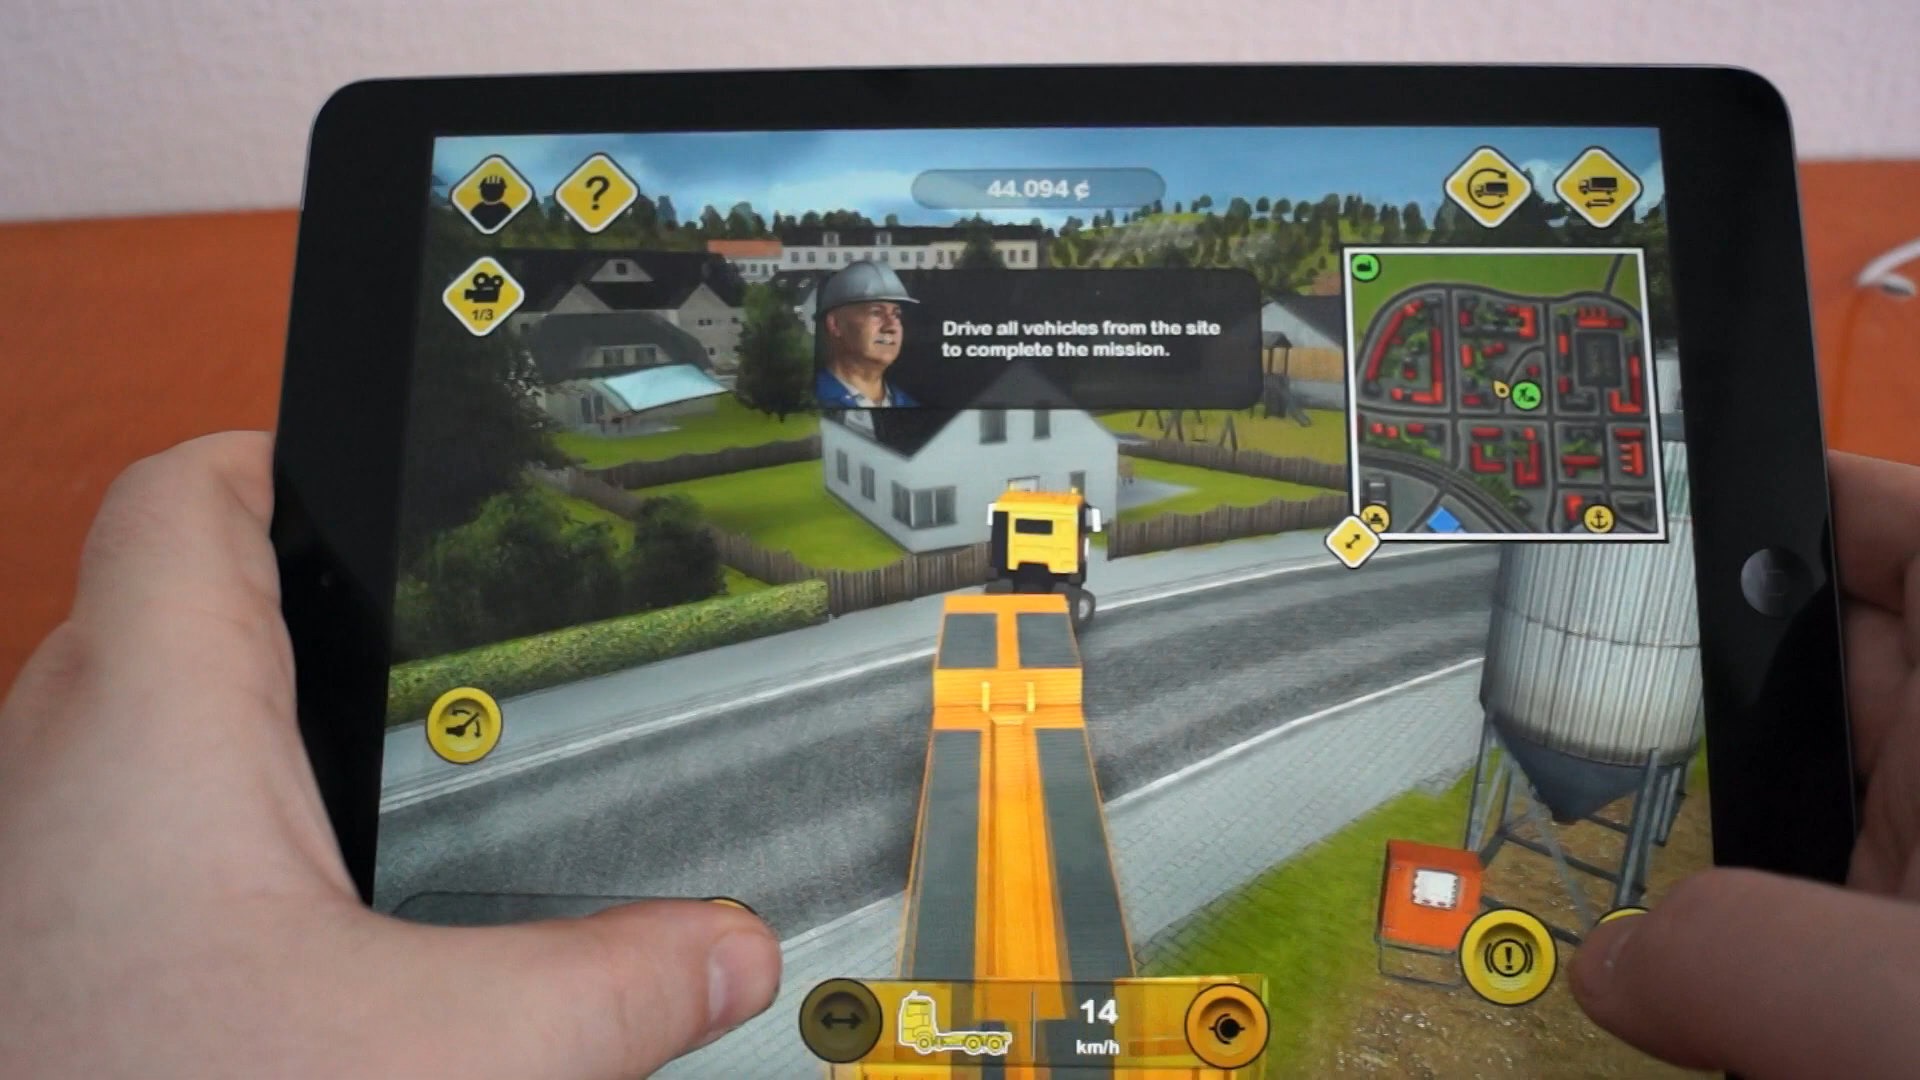 ?
44.094 ¢
1/3
Drive all vehicles from the site
to complete the mission.
14
km/h